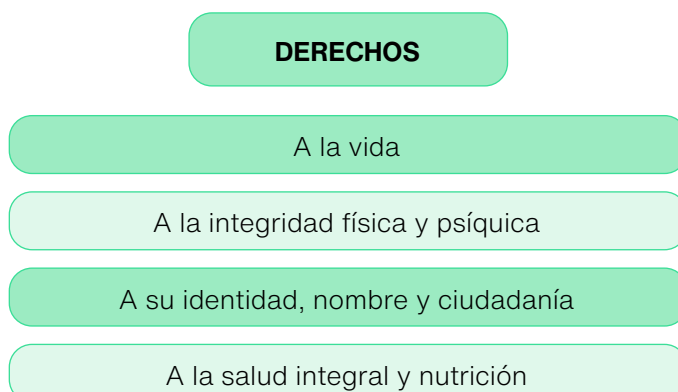 DERECHOS
A la vida
A la integridad física y psíquica
A su identidad, nombre y ciudadanía
A la salud integral y nutrición